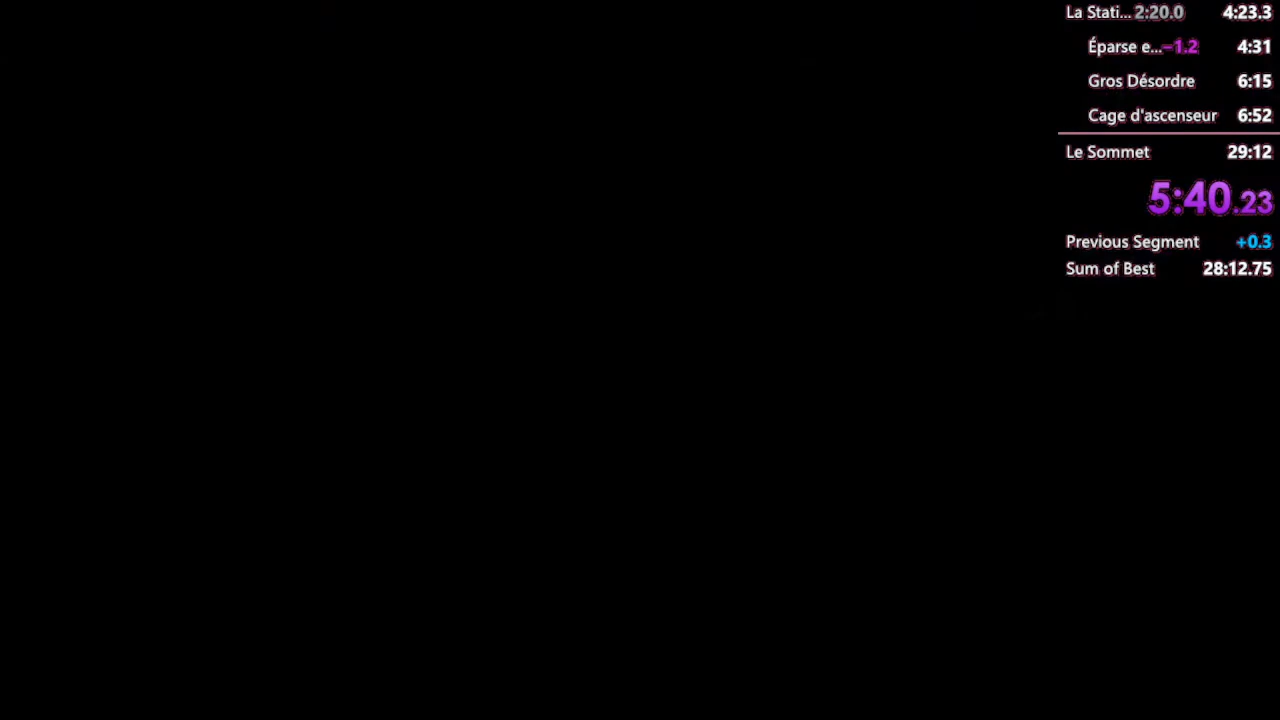 La Stati... 2:20.0 4:23.3
Éparse e... −1.2 4:31
Gros Désordre 6:15
Cage d'ascenseur 6:52
Le Sommet 29:12
5:40.23
Previous Segment +0.3
Sum of Best 28:12.75